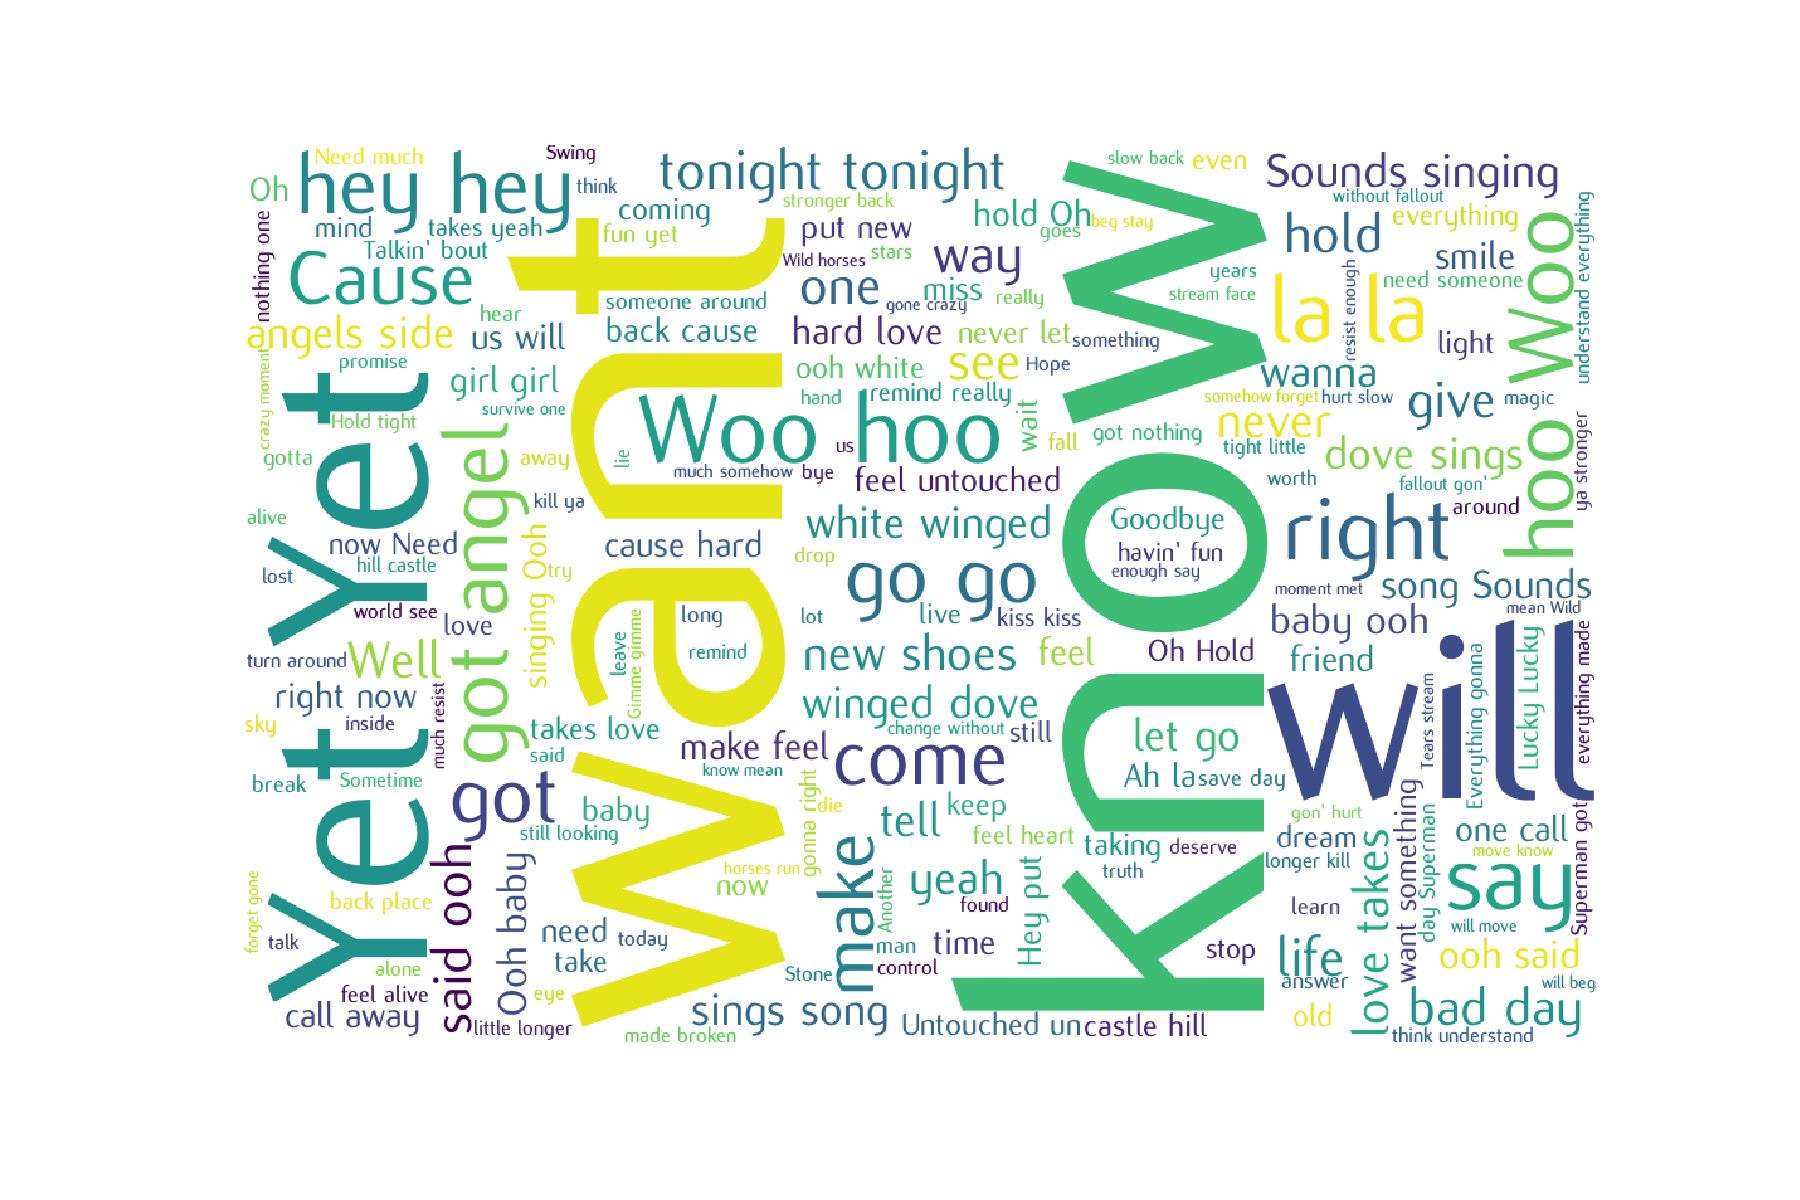 Need much
Swing
Oh
hey hey
think
tonight tonight
slow back
even
Sounds singing
without fallout
nothing one
mind
takes yeah
coming
stronger back
fun yet
put new
hold Oh
goes
beg stay
hold
everything
understand everything
Talkin' bout
Cause
Wild horses
stars
way
years
smile
resist enough
hoo Woo
one
miss
really
gone crazy
stream face
need someone
someone around
hear
angels side
us will
back cause
hard love
never let
something
la la
light
crazy moment
promise
girl girl
ooh white
see
Hope
wanna
survive one
hand
remind really
somehow forget
hurt slow
give
magic
Hold tight
Yet Yet
want
Woo hoo
us
wait
fall
got nothing
know
never
tight little
dove sings
ya stronger
gotta
got angel
away
lie
much somehow
bye
feel untouched
worth
fallout gon'
kill ya
alive
now Need
hill castle
singing Ooh
cause hard
white winged
Goodbye
havin' fun
enough say
right
around
lost
try
drop
go go
moment met
song Sounds
world see
love
long
lot
live
kiss kiss
mean Wild
baby ooh
turn around
Well
leave
Gimme gimme
remind
new shoes
feel
Oh Hold
friend
will
Lucky Lucky
everything made
right now
sky
inside
much resist
winged dove
change without
still
Tears stream
Everything gonna
takes love
said
make feel
come
let go
break
Sometime
know mean
Ah la
save day
got
baby
still looking
gonna right
die
tell
keep
feel heart
gon' hurt
dream
want something
day Superman
one call
Superman got
taking
deserve
move know
longer kill
said ooh
Ooh baby
horses run
now
make
yeah
Another
truth
love takes
say
forget gone
back place
found
Hey put
learn
will move
talk
need
today
take
man
time
control
stop
life
answer
ooh said
alone
feel alive
eye
Stone
will beg
call away
little longer
made broken
sings song
Untouched un
castle hill
old
bad day
think understand